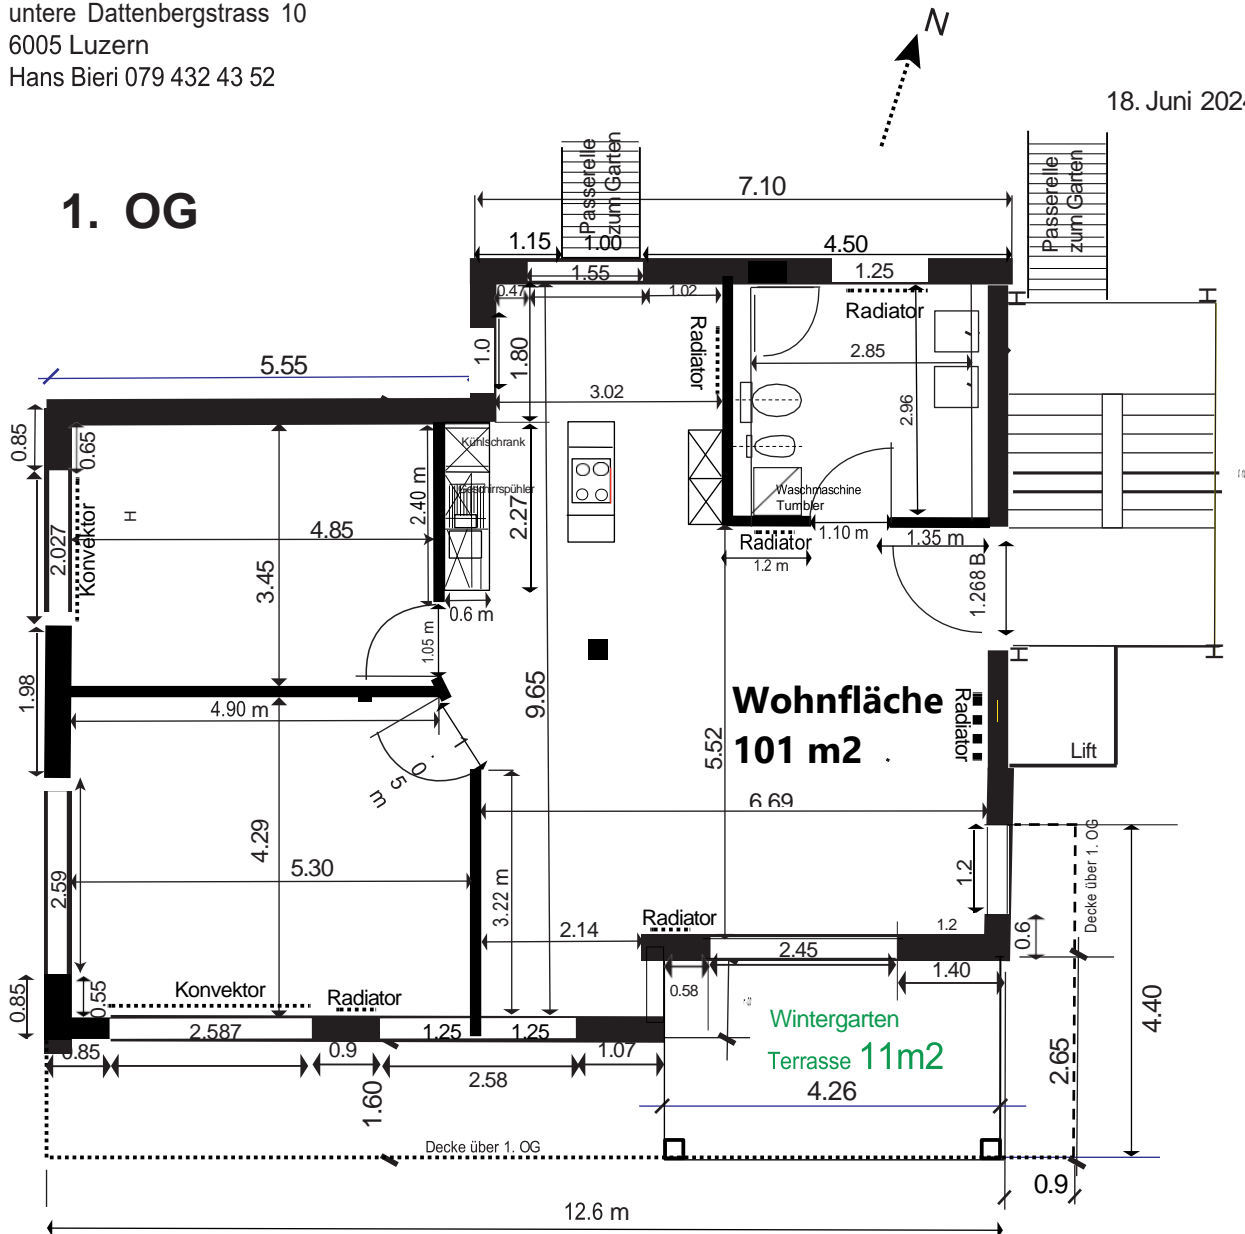 untere Dattenbergstrass 10
6005 Luzern
Hans Bieri 079 432 43 52
N
18. Juni 2024
1. OG
Passerelle
zum Garten
Passerelle
zum Garten
7.10
1.15
1.00
4.50
1.55
1.25
0.47
1.02
Radiator
Radiator
1.0
1.80
2.85
5.55
3.02
2.96
0.85
0.65
Kühlschrank
2.40 m
Geschirrspühler
Waschmaschine
Tumbler
H
4.85
2.27
1.10 m
1.35 m
Radiator
1.2 m
2.027
Konvektor
3.45
1.268 B
0.6 m
1.05 m
1.98
4.90 m
9.65
Wohnfläche
101 m2
5.52
Radiator
Lift
1.05 m
6.69
4.29
5.30
2.59
3.22 m
1.2
Decke über 1. OG
Radiator
2.14
1.2
0.6
2.45
1.40
0.58
0.85
0.55
Konvektor
Radiator
4.40
Wintergarten
Terrasse 11m2
2.587
1.25
1.25
0.85
0.9
1.07
2.58
2.65
1.60
4.26
Decke über 1. OG
0.9
12.6 m